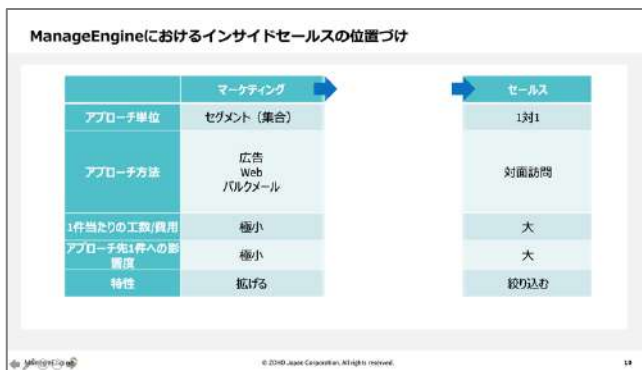 ManageEngineにおけるインサイドセールスの位置づけ
マーケティング
セールス
アプローチ単位
セグメント（集合）
1対1
アプローチ方法
広告
Web
バルクメール
対面訪問
1件当たりの工数/費用
極小
大
アプローチ先1件への影
響度
極小
大
特性
拡げる
絞り込む
© ZOHO Japan Corporation. All rights reserved.